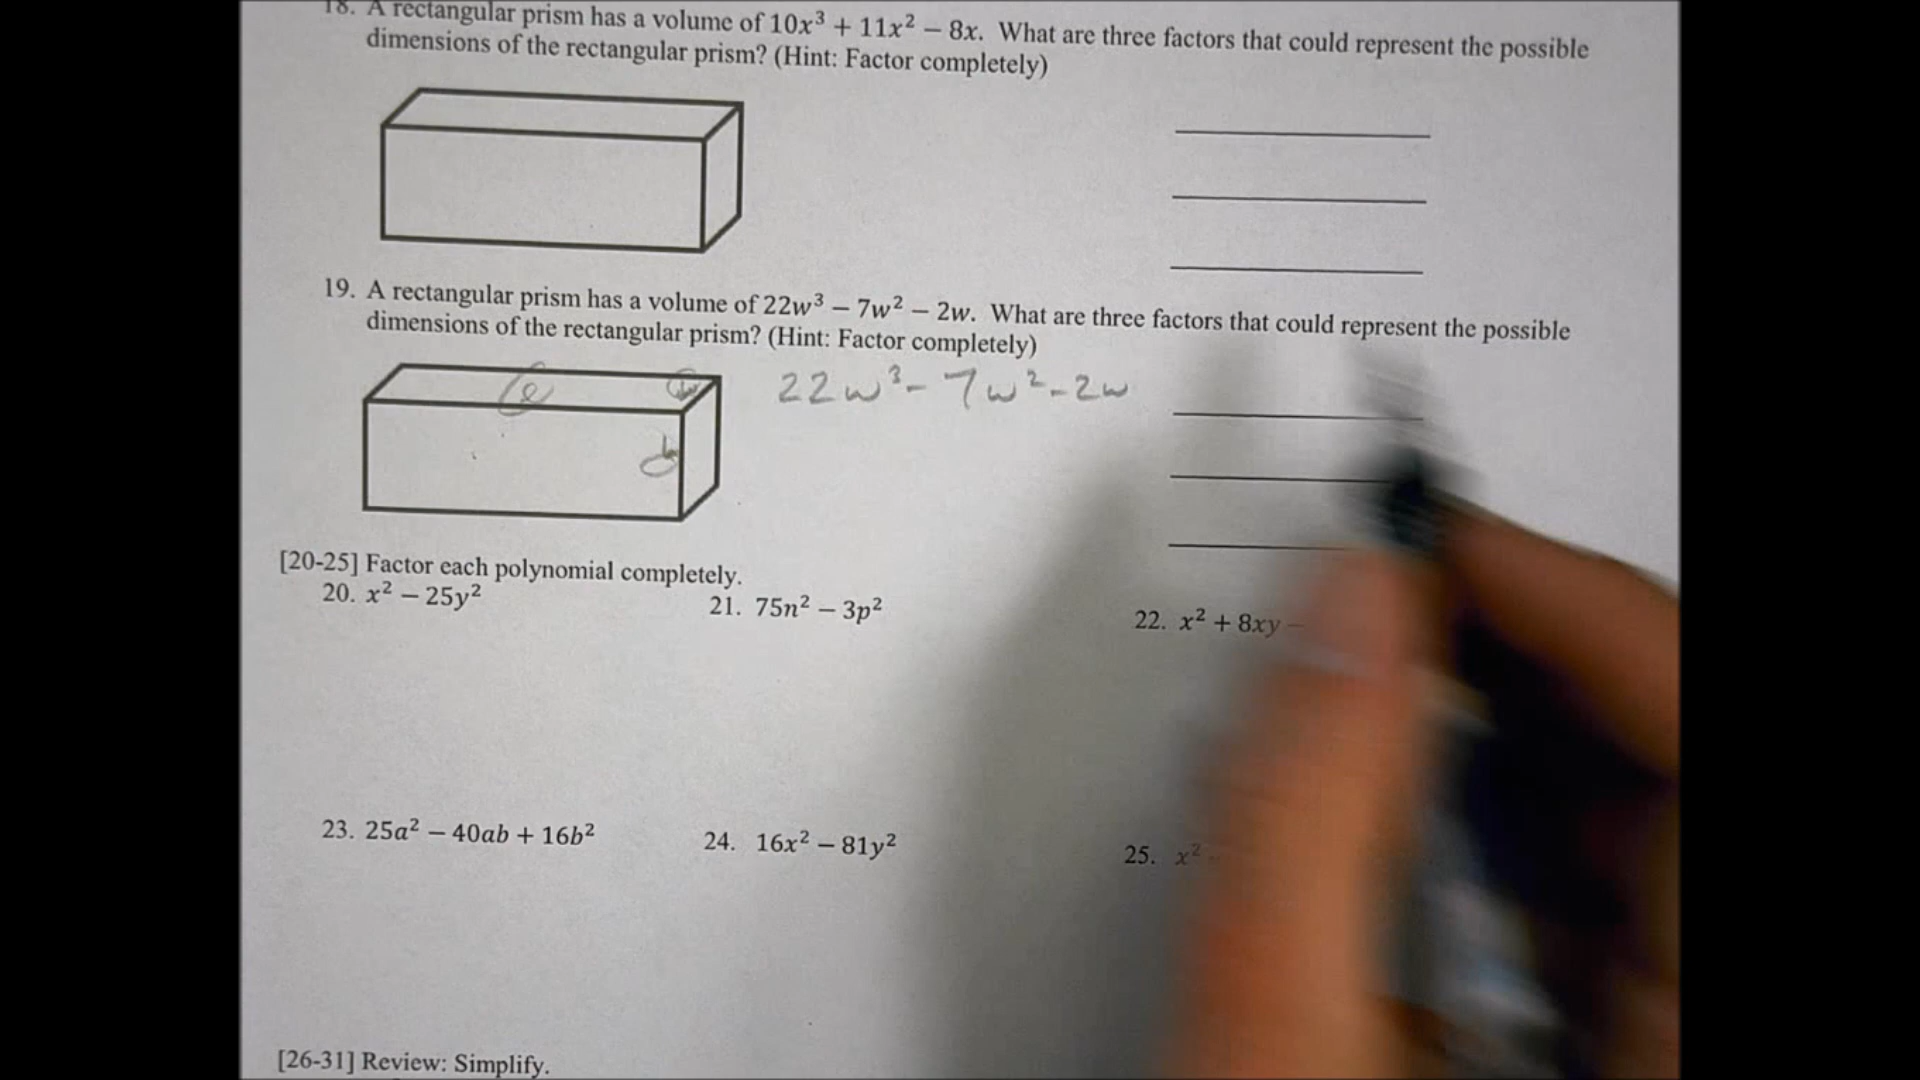 18. A rectangular prism has a volume of 10x³ + 11x² − 8x. What are three factors that could represent the possible
dimensions of the rectangular prism? (Hint: Factor completely)
19. A rectangular prism has a volume of 22w³ − 7w² − 2w. What are three factors that could represent the possible
dimensions of the rectangular prism? (Hint: Factor completely)
22w³ - 7w² - 2w
[20-25] Factor each polynomial completely.
20. x² − 25y²
21. 75n² − 3p²
22. x² + 8xy −
23. 25a² − 40ab + 16b²
24. 16x² − 81y²
25. x²
[26-31] Review: Simplify.